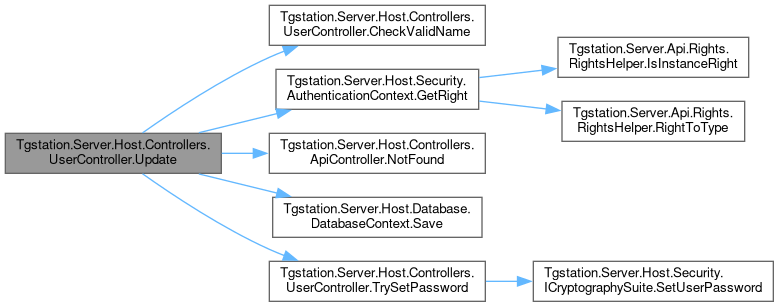 Tgstation.Server.Host.Controllers.
UserController.Update
Tgstation.Server.Host.Controllers.
UserController.CheckValidName
Tgstation.Server.Host.Security.
AuthenticationContext.GetRight
Tgstation.Server.Api.Rights.
RightsHelper.IsInstanceRight
Tgstation.Server.Api.Rights.
RightsHelper.RightToType
Tgstation.Server.Host.Controllers.
ApiController.NotFound
Tgstation.Server.Host.Database.
DatabaseContext.Save
Tgstation.Server.Host.Controllers.
UserController.TrySetPassword
Tgstation.Server.Host.Security.
ICryptographySuite.SetUserPassword